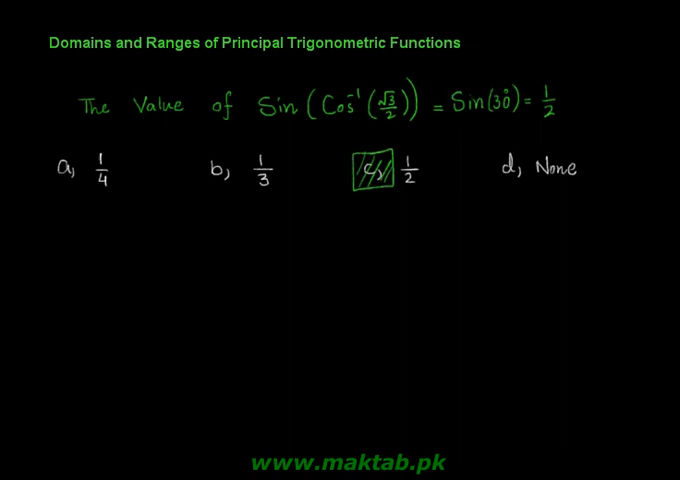 Domains and Ranges of Principal Trigonometric Functions
The Value of Sin(Cos⁻¹(√3/2)) = Sin(30°) = 1/2
a, 1/4 b, 1/3 c, 1/2 d, None
www.maktab.pk